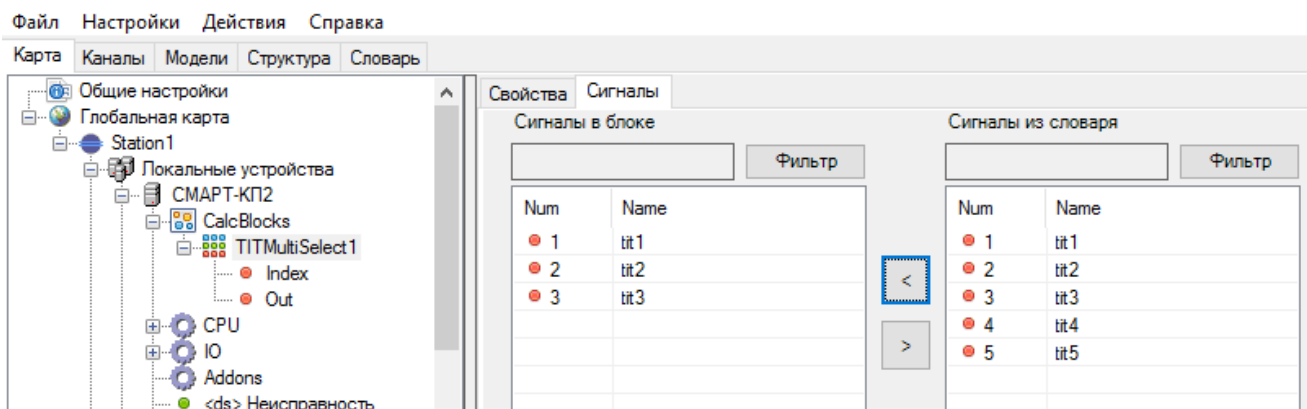 Файл Настройки Действия Справка
Карта Каналы Модели Структура Словарь
Общие настройки
Глобальная карта
Station1
Локальные устройства
СМАРТ-КП2
CalcBlocks
TITMultiSelect1
Index
Out
CPU
IO
Addons
<ds> Неисправность
Свойства Сигналы
Сигналы в блоке
Фильтр
Num Name
1 tit1
2 tit2
3 tit3
<
>
Сигналы из словаря
Фильтр
Num Name
1 tit1
2 tit2
3 tit3
4 tit4
5 tit5